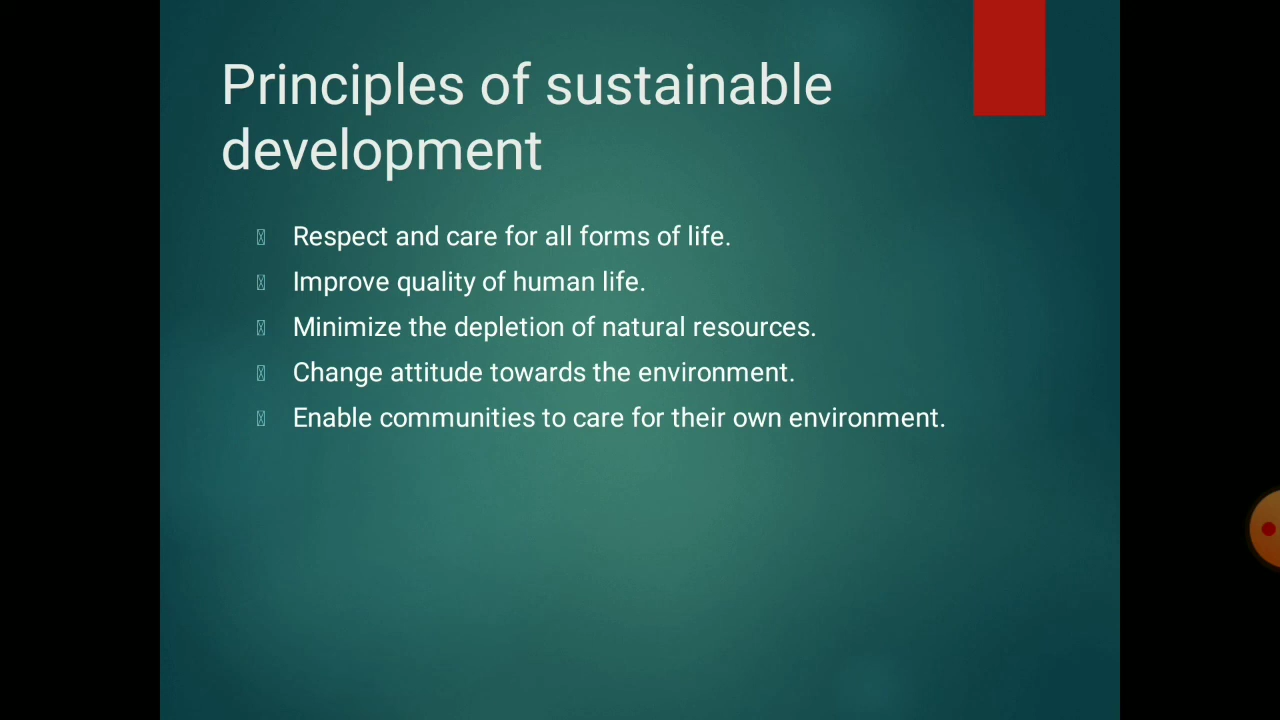 Principles of sustainable
development
Respect and care for all forms of life.
Improve quality of human life.
Minimize the depletion of natural resources.
Change attitude towards the environment.
Enable communities to care for their own environment.